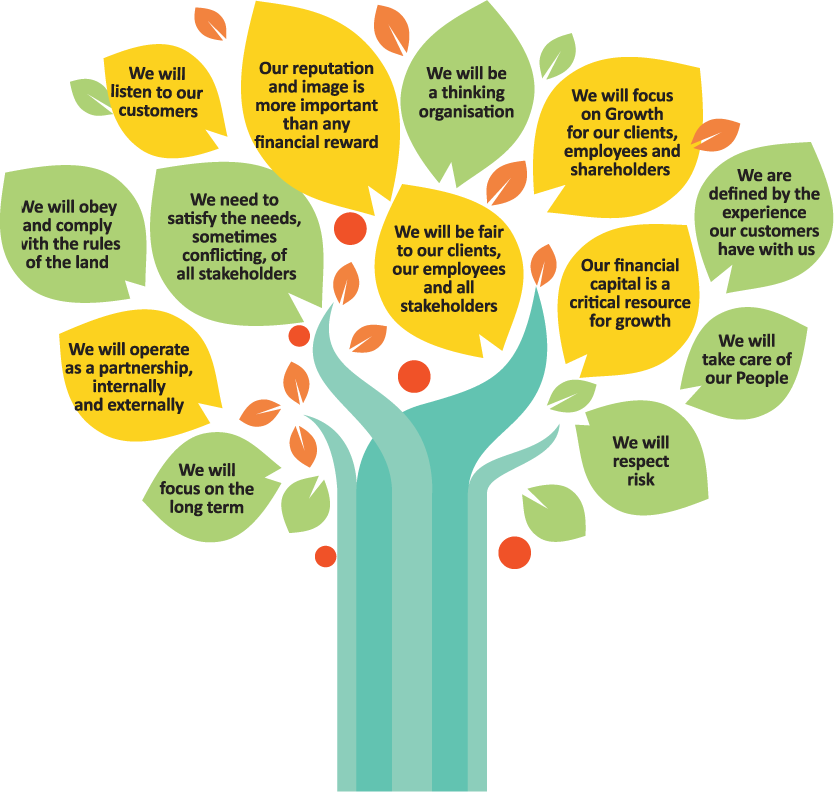 We will
listen to our
customers
Our reputation
and image is
more important
than any
financial reward
We will be
a thinking
organisation
We will focus
on Growth
for our clients,
employees and
shareholders
We will obey
and comply
with the rules
of the land
We need to
satisfy the needs,
sometimes
conflicting, of
all stakeholders
We will be fair
to our clients,
our employees
and all
stakeholders
We are
defined by the
experience
our customers
have with us
Our financial
capital is a
critical resource
for growth
We will operate
as a partnership,
internally
and externally
We will
take care of
our People
We will
focus on the
long term
We will
respect
risk